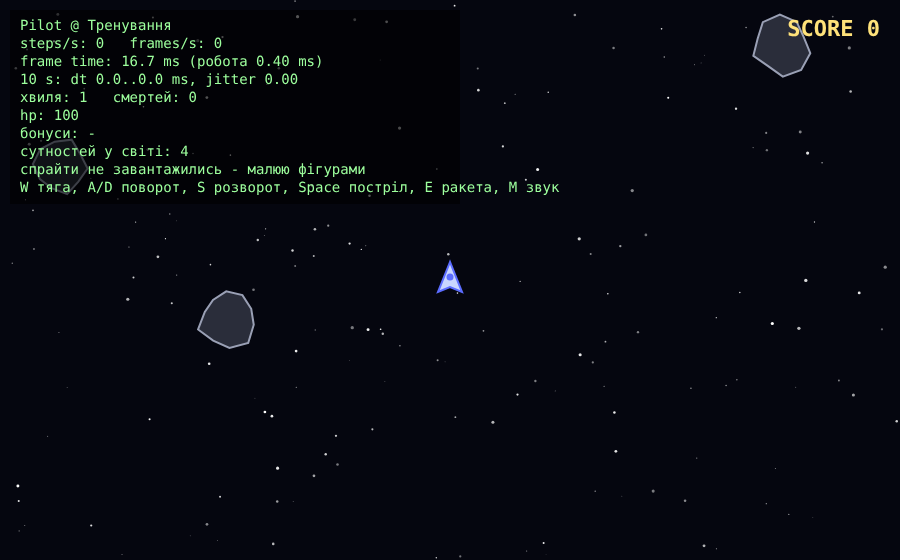 Pilot @ Тренування
SCORE 0
steps/s: 0   frames/s: 0
frame time: 16.7 ms (робота 0.40 ms)
10 s: dt 0.0..0.0 ms, jitter 0.00
хвиля: 1   смертей: 0
hp: 100
бонуси: -
сутностей у світі: 4
спрайти не завантажились - малюю фігурами
W тяга, A/D поворот, S розворот, Space постріл, E ракета, M звук